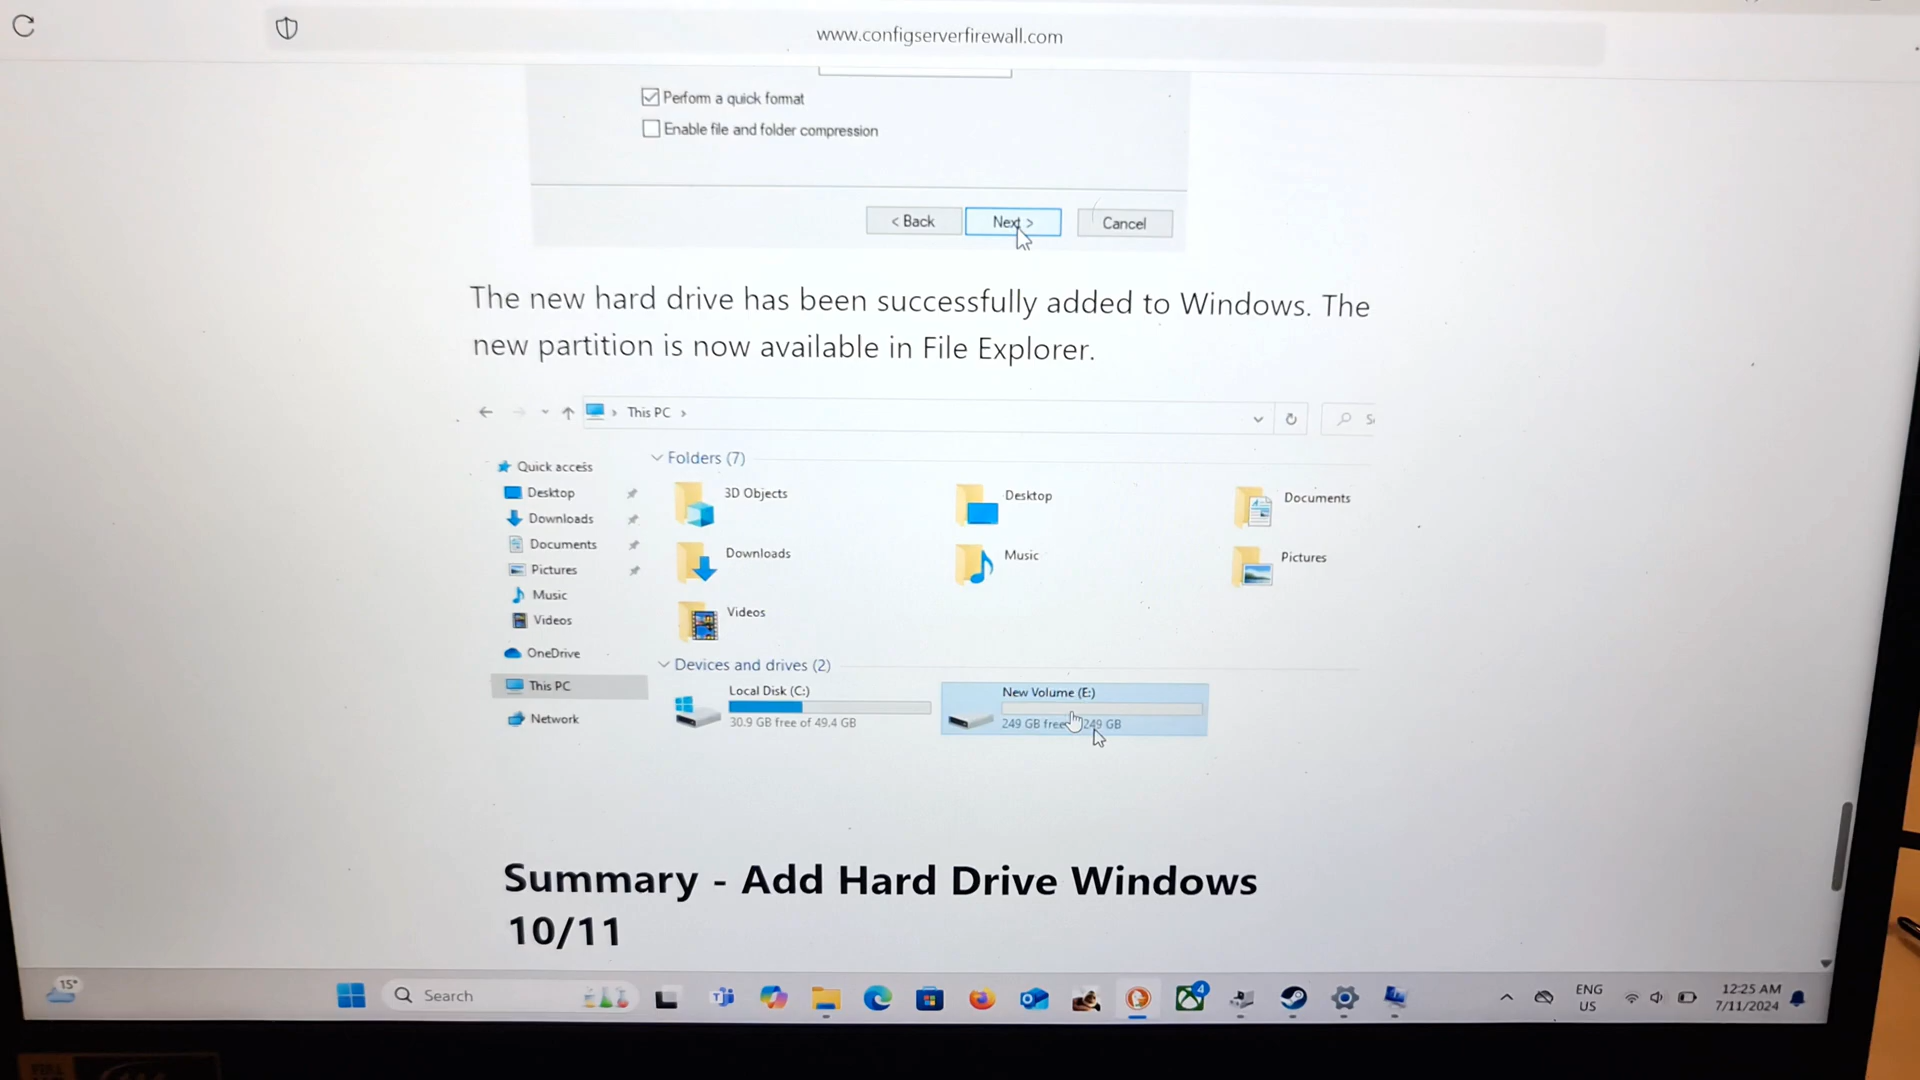 www.configserverfirewall.com
Perform a quick format
Enable file and folder compression
< Back Next > Cancel
The new hard drive has been successfully added to Windows. The
new partition is now available in File Explorer.
This PC
Quick access
Desktop
Downloads
Documents
Pictures
Music
Videos
OneDrive
This PC
Network
Folders (7)
3D Objects Desktop Documents
Downloads Music Pictures
Videos
Devices and drives (2)
Local Disk (C:)
30.9 GB free of 49.4 GB
New Volume (E:)
249 GB free 249 GB
Summary - Add Hard Drive Windows
10/11
15°
Search
4
ENG
US
12:25 AM
7/11/2024